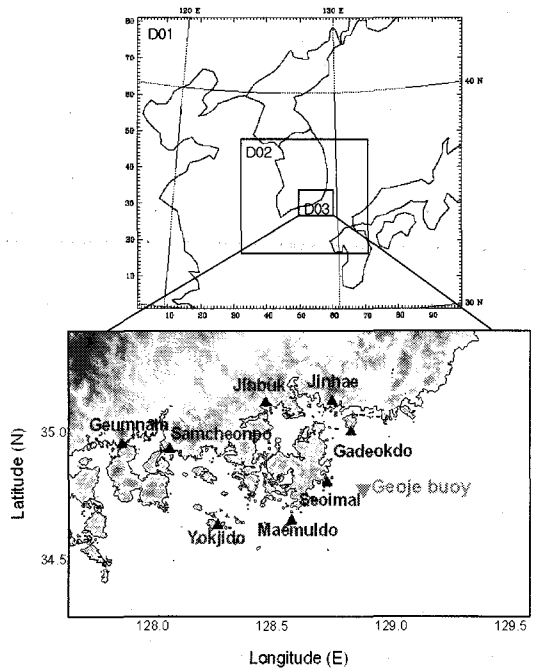 120 E 130 E
D01
80
70
60
50
40
30
20
10
40 N
30 N
D02
D03
10 20 30 40 50 60 70 80 90
Jinbuk Jinhae
Geumnam Samcheonpo
Gadeokdo
Seoimal Geoje buoy
Yokjido Maemuldo
35.0
34.5
Latitude (N)
128.0 128.5 129.0 129.5
Longitude (E)